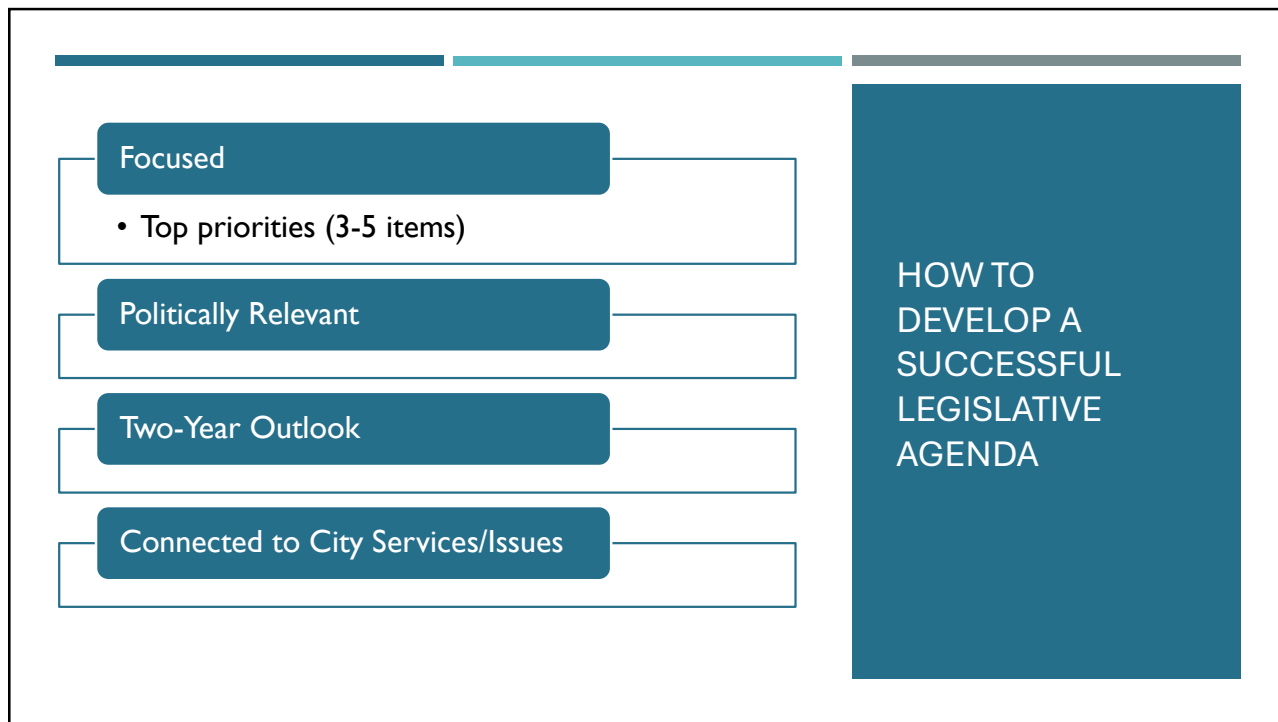 Focused
• Top priorities (3-5 items)
Politically Relevant
Two-Year Outlook
Connected to City Services/Issues
HOW TO
DEVELOP A
SUCCESSFUL
LEGISLATIVE
AGENDA